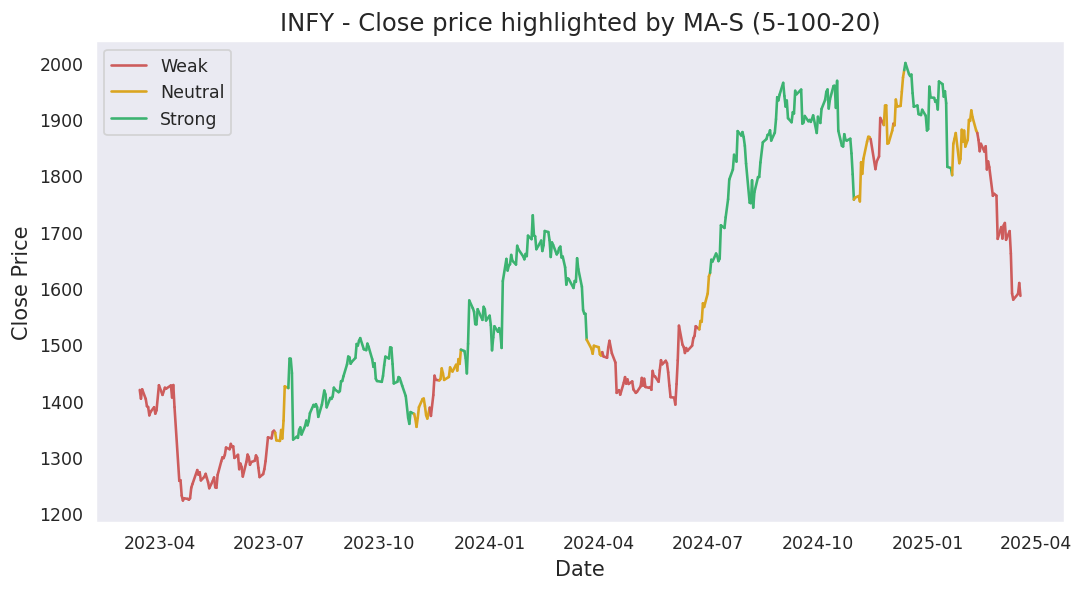 INFY - Close price highlighted by MA-S (5-100-20)
Weak
Neutral
Strong
Close Price
2000
1900
1800
1700
1600
1500
1400
1300
1200
2023-04 2023-07 2023-10 2024-01 2024-04 2024-07 2024-10 2025-01 2025-04
Date